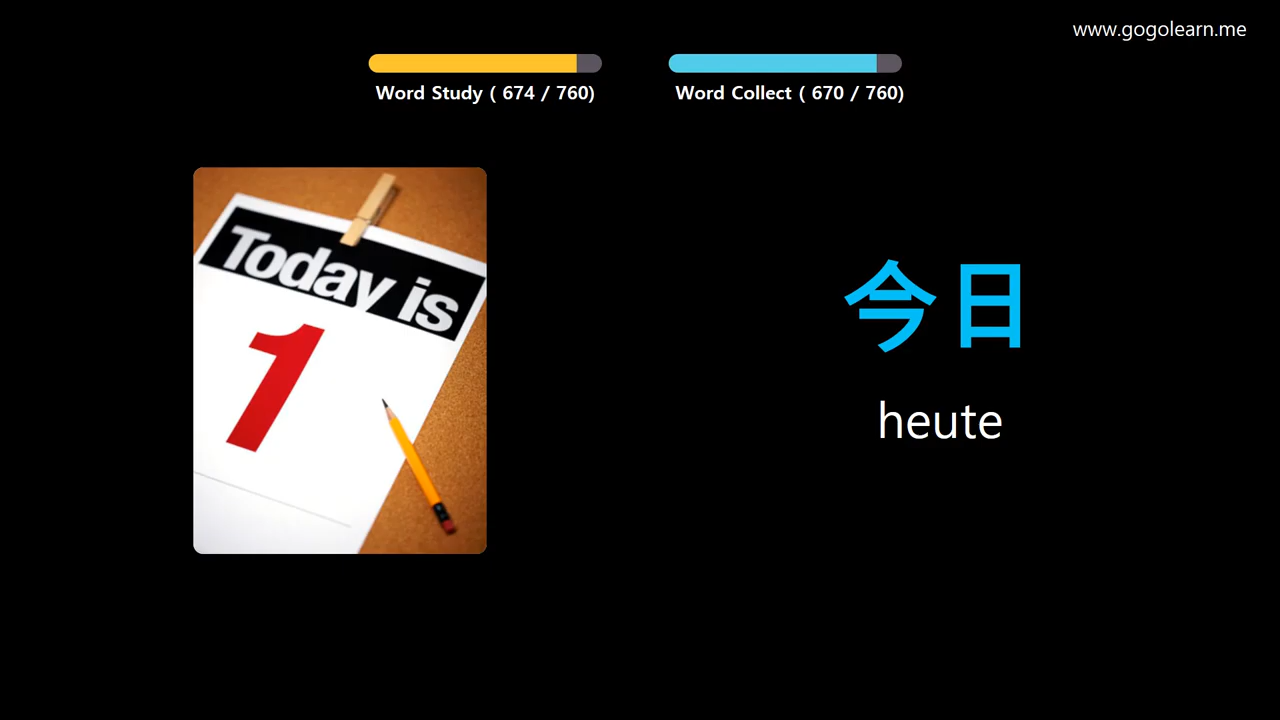 www.gogolearn.me
Word Study ( 674 / 760)
Word Collect ( 670 / 760)
Today is
1
今日
heute